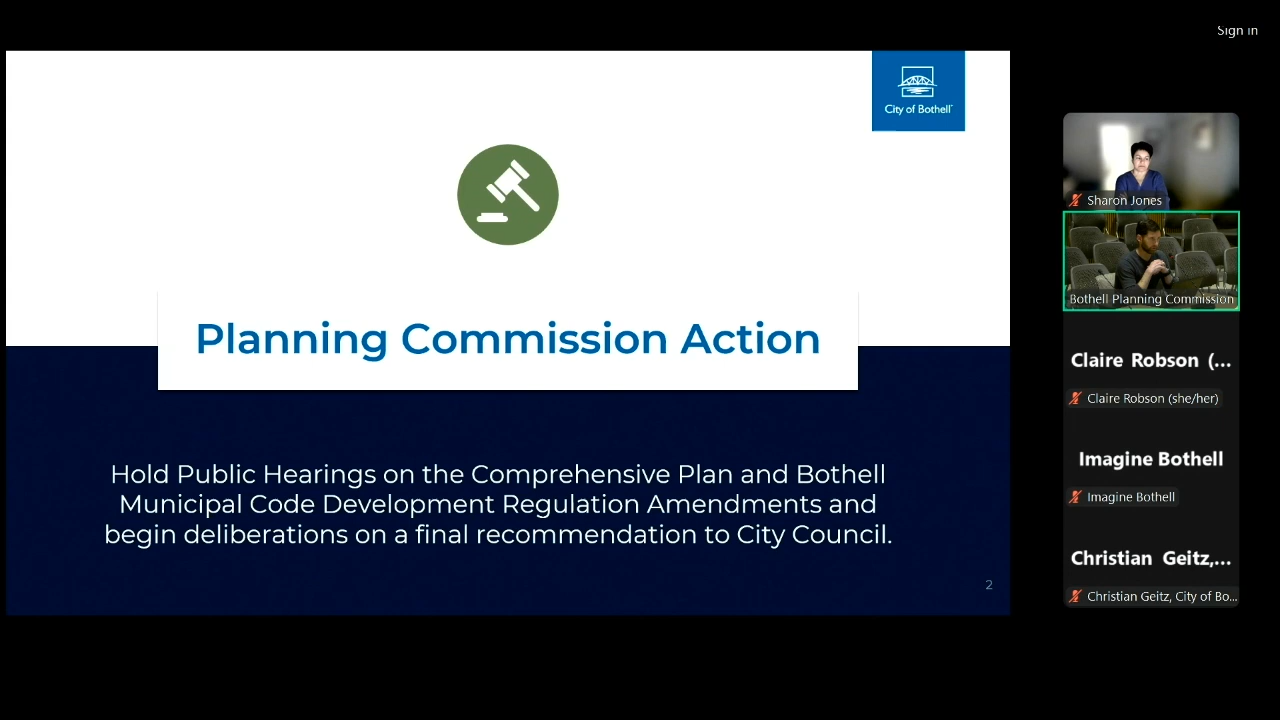 Sign in
City of Bothell
Planning Commission Action
Hold Public Hearings on the Comprehensive Plan and Bothell
Municipal Code Development Regulation Amendments and
begin deliberations on a final recommendation to City Council.
2
Sharon Jones
Bothell Planning Commission
Claire Robson (...
Claire Robson (she/her)
Imagine Bothell
Imagine Bothell
Christian Geitz,...
Christian Geitz, City of Bo...